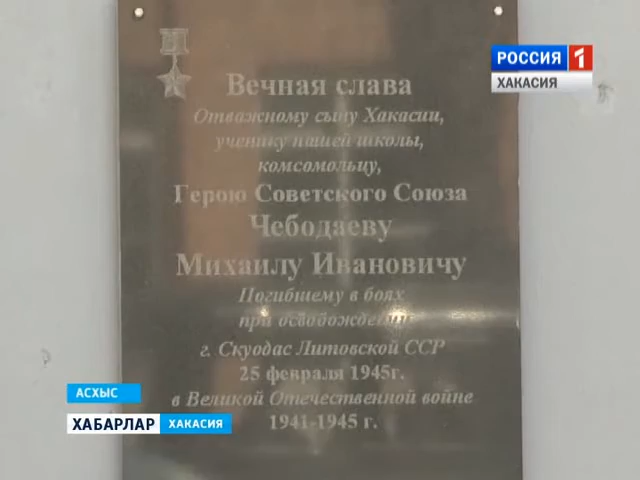 РОССИЯ 1
ХАКАСИЯ
Вечная слава
Отважному сыну Хакасии,
ученику нашей школы,
комсомольцу,
Герою Советского Союза
Чебодаеву
Михаилу Ивановичу
Погибшему в боях
при освобождении
г. Скуодас Литовской ССР
25 февраля 1945г.
в Великой Отечественной войне
1941-1945 г.
АСХЫС
ХАБАРЛАР ХАКАСИЯ